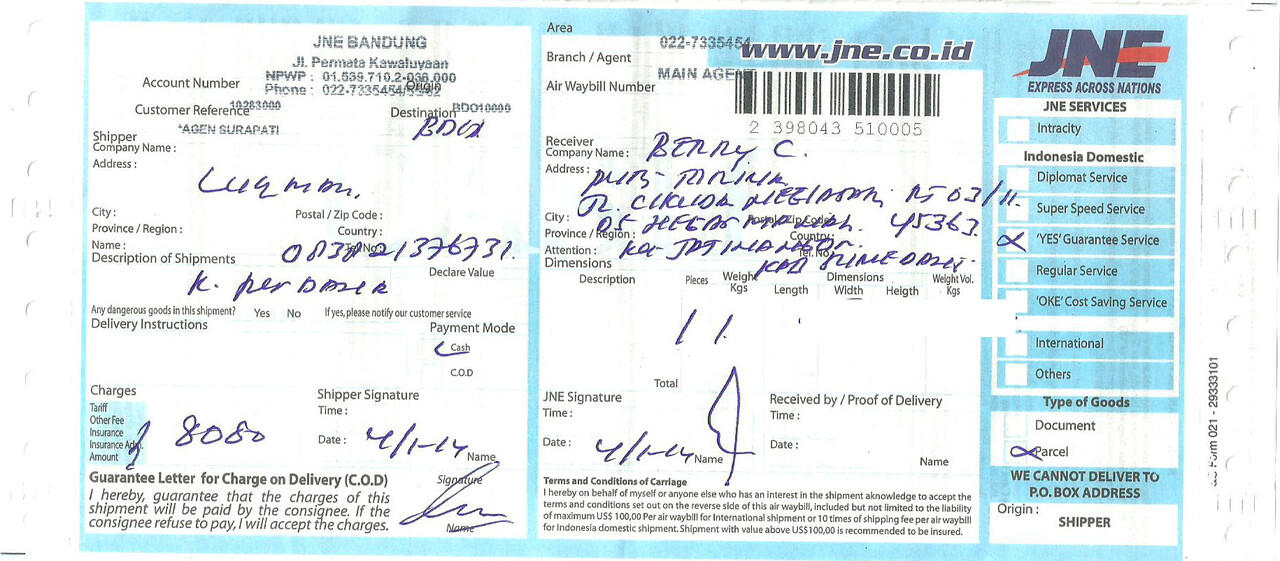 JNE BANDUNG
Jl. Permata Kawaluyaan
NPWP : 01.539.710.2-036.000
Phone : 022-7335454/
Account Number
Origin
10283000
Customer Reference
Destination
BDO10000
*AGEN SURAPATI
BDO
Shipper
Company Name :
Address :
Luqman.
City :
Postal / Zip Code :
Province / Region :
Country :
Name :
Tel. No.
Description of Shipments
Declare Value
K. perdana
Any dangerous goods in this shipment? Yes No If yes, please notify our customer service
Delivery Instructions
Payment Mode
Cash
C.O.D
Charges
Tariff
Other Fee
Insurance
Insurance Adm.
Amount
8080
Shipper Signature
Time :
Date : 4/1-14
Name
Guarantee Letter for Charge on Delivery (C.O.D)
I hereby, guarantee that the charges of this
shipment will be paid by the consignee. If the
consignee refuse to pay, I will accept the charges.
Signature
Name
Area
022-7335454
Branch / Agent
www.jne.co.id
MAIN AGENT
Air Waybill Number
2 398043 510005
Receiver
Company Name : BERRY C.
Address :
RT 03/11
City :
Postal / Zip Code
45363
Province / Region :
Country :
Attention :
Tel. No.
Dimensions
Description
Pieces
Weight
Kgs
Dimensions
Length
Width
Heigth
Weight Vol.
Kgs
1 1.
Total
JNE Signature
Time :
Date : 4/1-14
Name
Received by / Proof of Delivery
Time :
Date :
Name
Terms and Conditions of Carriage
I hereby on behalf of myself or anyone else who has an interest in the shipment aknowledge to accept the
terms and conditions set out on the reverse side of this air waybill, included but not limited to the liability
of maximum US$ 100,00 Per air waybill for International shipment or 10 times of shipping fee per air waybill
for Indonesia domestic shipment. Shipment with value above US$100,00 is recommended to be insured.
JNE
EXPRESS ACROSS NATIONS
JNE SERVICES
Intracity
Indonesia Domestic
Diplomat Service
Super Speed Service
'YES' Guarantee Service
Regular Service
'OKE' Cost Saving Service
International
Others
Type of Goods
Document
Parcel
WE CANNOT DELIVER TO
P.O. BOX ADDRESS
Origin :
SHIPPER
Form 021 - 29333101